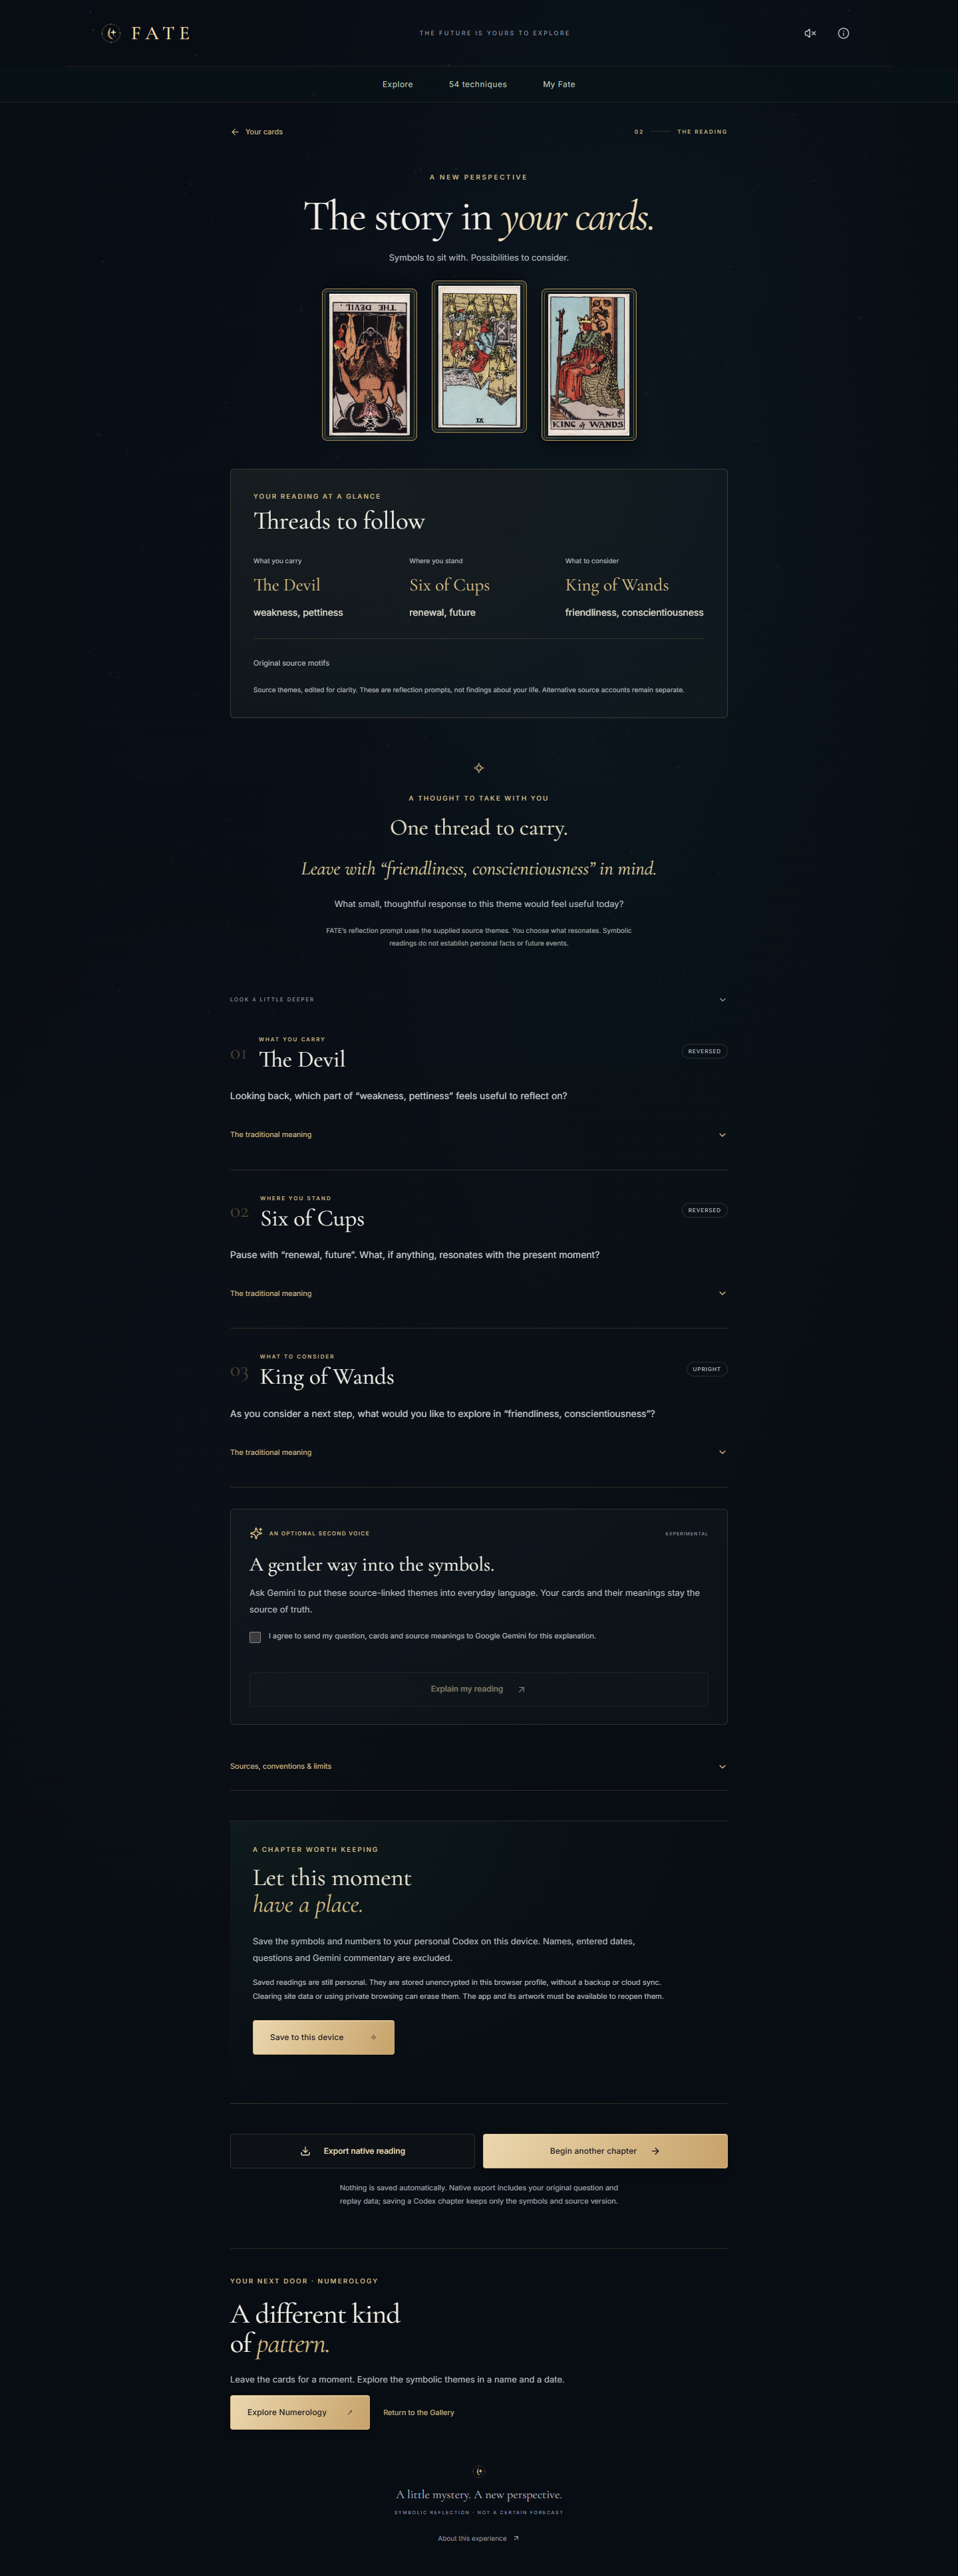 FATE
THE FUTURE IS YOURS TO EXPLORE
Explore
54 techniques
My Fate
Your cards
02
THE READING
A NEW PERSPECTIVE
The story in your cards.
Symbols to sit with. Possibilities to consider.
THE DEVIL
XV
VI
KING of WANDS
YOUR READING AT A GLANCE
Threads to follow
What you carry
The Devil
weakness, pettiness
Where you stand
Six of Cups
renewal, future
What to consider
King of Wands
friendliness, conscientiousness
Original source motifs
Source themes, edited for clarity. These are reflection prompts, not findings about your life. Alternative source accounts remain separate.
A THOUGHT TO TAKE WITH YOU
One thread to carry.
Leave with “friendliness, conscientiousness” in mind.
What small, thoughtful response to this theme would feel useful today?
FATE's reflection prompt uses the supplied source themes. You choose what resonates. Symbolic
readings do not establish personal facts or future events.
LOOK A LITTLE DEEPER
01
WHAT YOU CARRY
The Devil
REVERSED
Looking back, which part of “weakness, pettiness” feels useful to reflect on?
The traditional meaning
02
WHERE YOU STAND
Six of Cups
REVERSED
Pause with “renewal, future”. What, if anything, resonates with the present moment?
The traditional meaning
03
WHAT TO CONSIDER
King of Wands
UPRIGHT
As you consider a next step, what would you like to explore in “friendliness, conscientiousness”?
The traditional meaning
AN OPTIONAL SECOND VOICE
EXPERIMENTAL
A gentler way into the symbols.
Ask Gemini to put these source-linked themes into everyday language. Your cards and their meanings stay the
source of truth.
I agree to send my question, cards and source meanings to Google Gemini for this explanation.
Explain my reading
Sources, conventions & limits
A CHAPTER WORTH KEEPING
Let this moment
have a place.
Save the symbols and numbers to your personal Codex on this device. Names, entered dates,
questions and Gemini commentary are excluded.
Saved readings are still personal. They are stored unencrypted in this browser profile, without a backup or cloud sync.
Clearing site data or using private browsing can erase them. The app and its artwork must be available to reopen them.
Save to this device
Export native reading
Begin another chapter
Nothing is saved automatically. Native export includes your original question and
replay data; saving a Codex chapter keeps only the symbols and source version.
YOUR NEXT DOOR · NUMEROLOGY
A different kind
of pattern.
Leave the cards for a moment. Explore the symbolic themes in a name and a date.
Explore Numerology
Return to the Gallery
A little mystery. A new perspective.
SYMBOLIC REFLECTION · NOT A CERTAIN FORECAST
About this experience